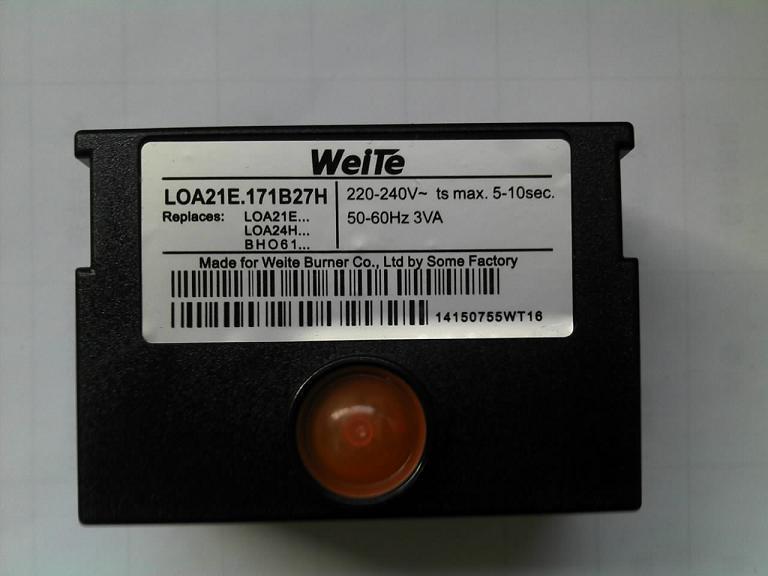 WeiTe
LOA21E.171B27H
Replaces: LOA21E...
LOA24H...
BHO61...
220-240V~ ts max. 5-10sec.
50-60Hz 3VA
Made for Weite Burner Co., Ltd by Some Factory
14150755WT16